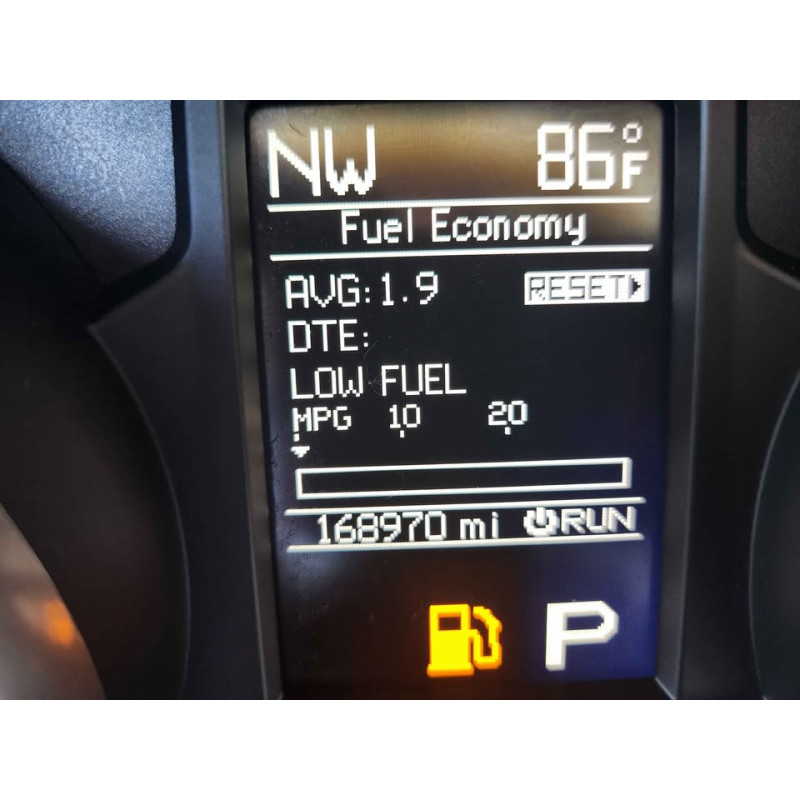 NW 86°F
Fuel Economy
AVG:1.9 RESET
DTE:
LOW FUEL
MPG 10 20
168970 mi RUN
P